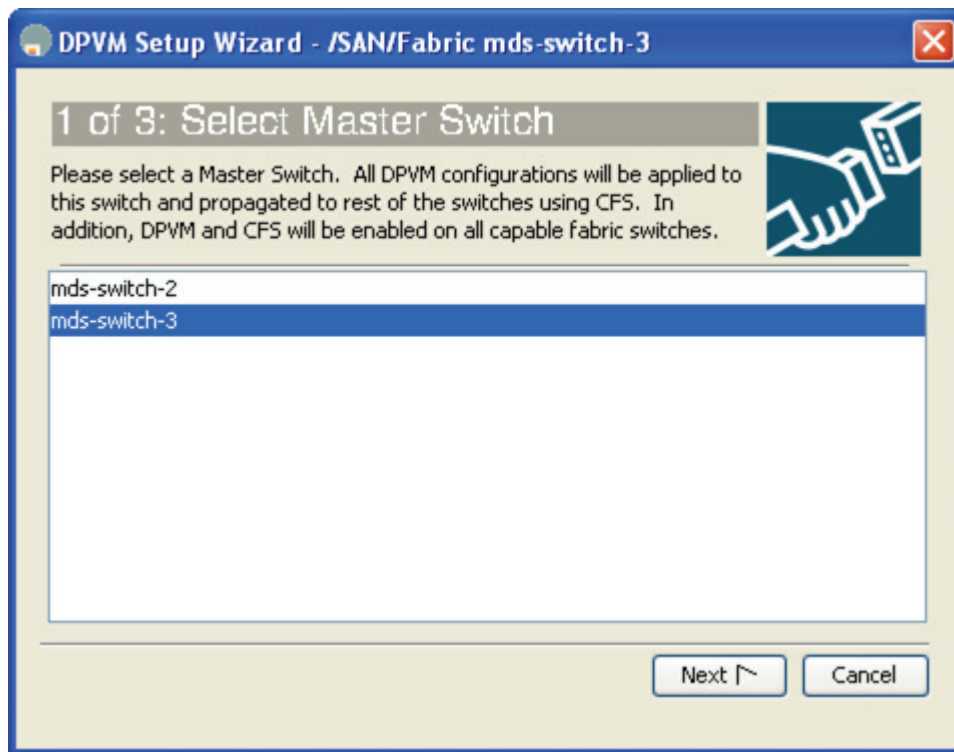 DPVM Setup Wizard - /SAN/Fabric mds-switch-3
1 of 3: Select Master Switch
Please select a Master Switch. All DPVM configurations will be applied to
this switch and propagated to rest of the switches using CFS. In
addition, DPVM and CFS will be enabled on all capable fabric switches.
mds-switch-2
mds-switch-3
Next
Cancel